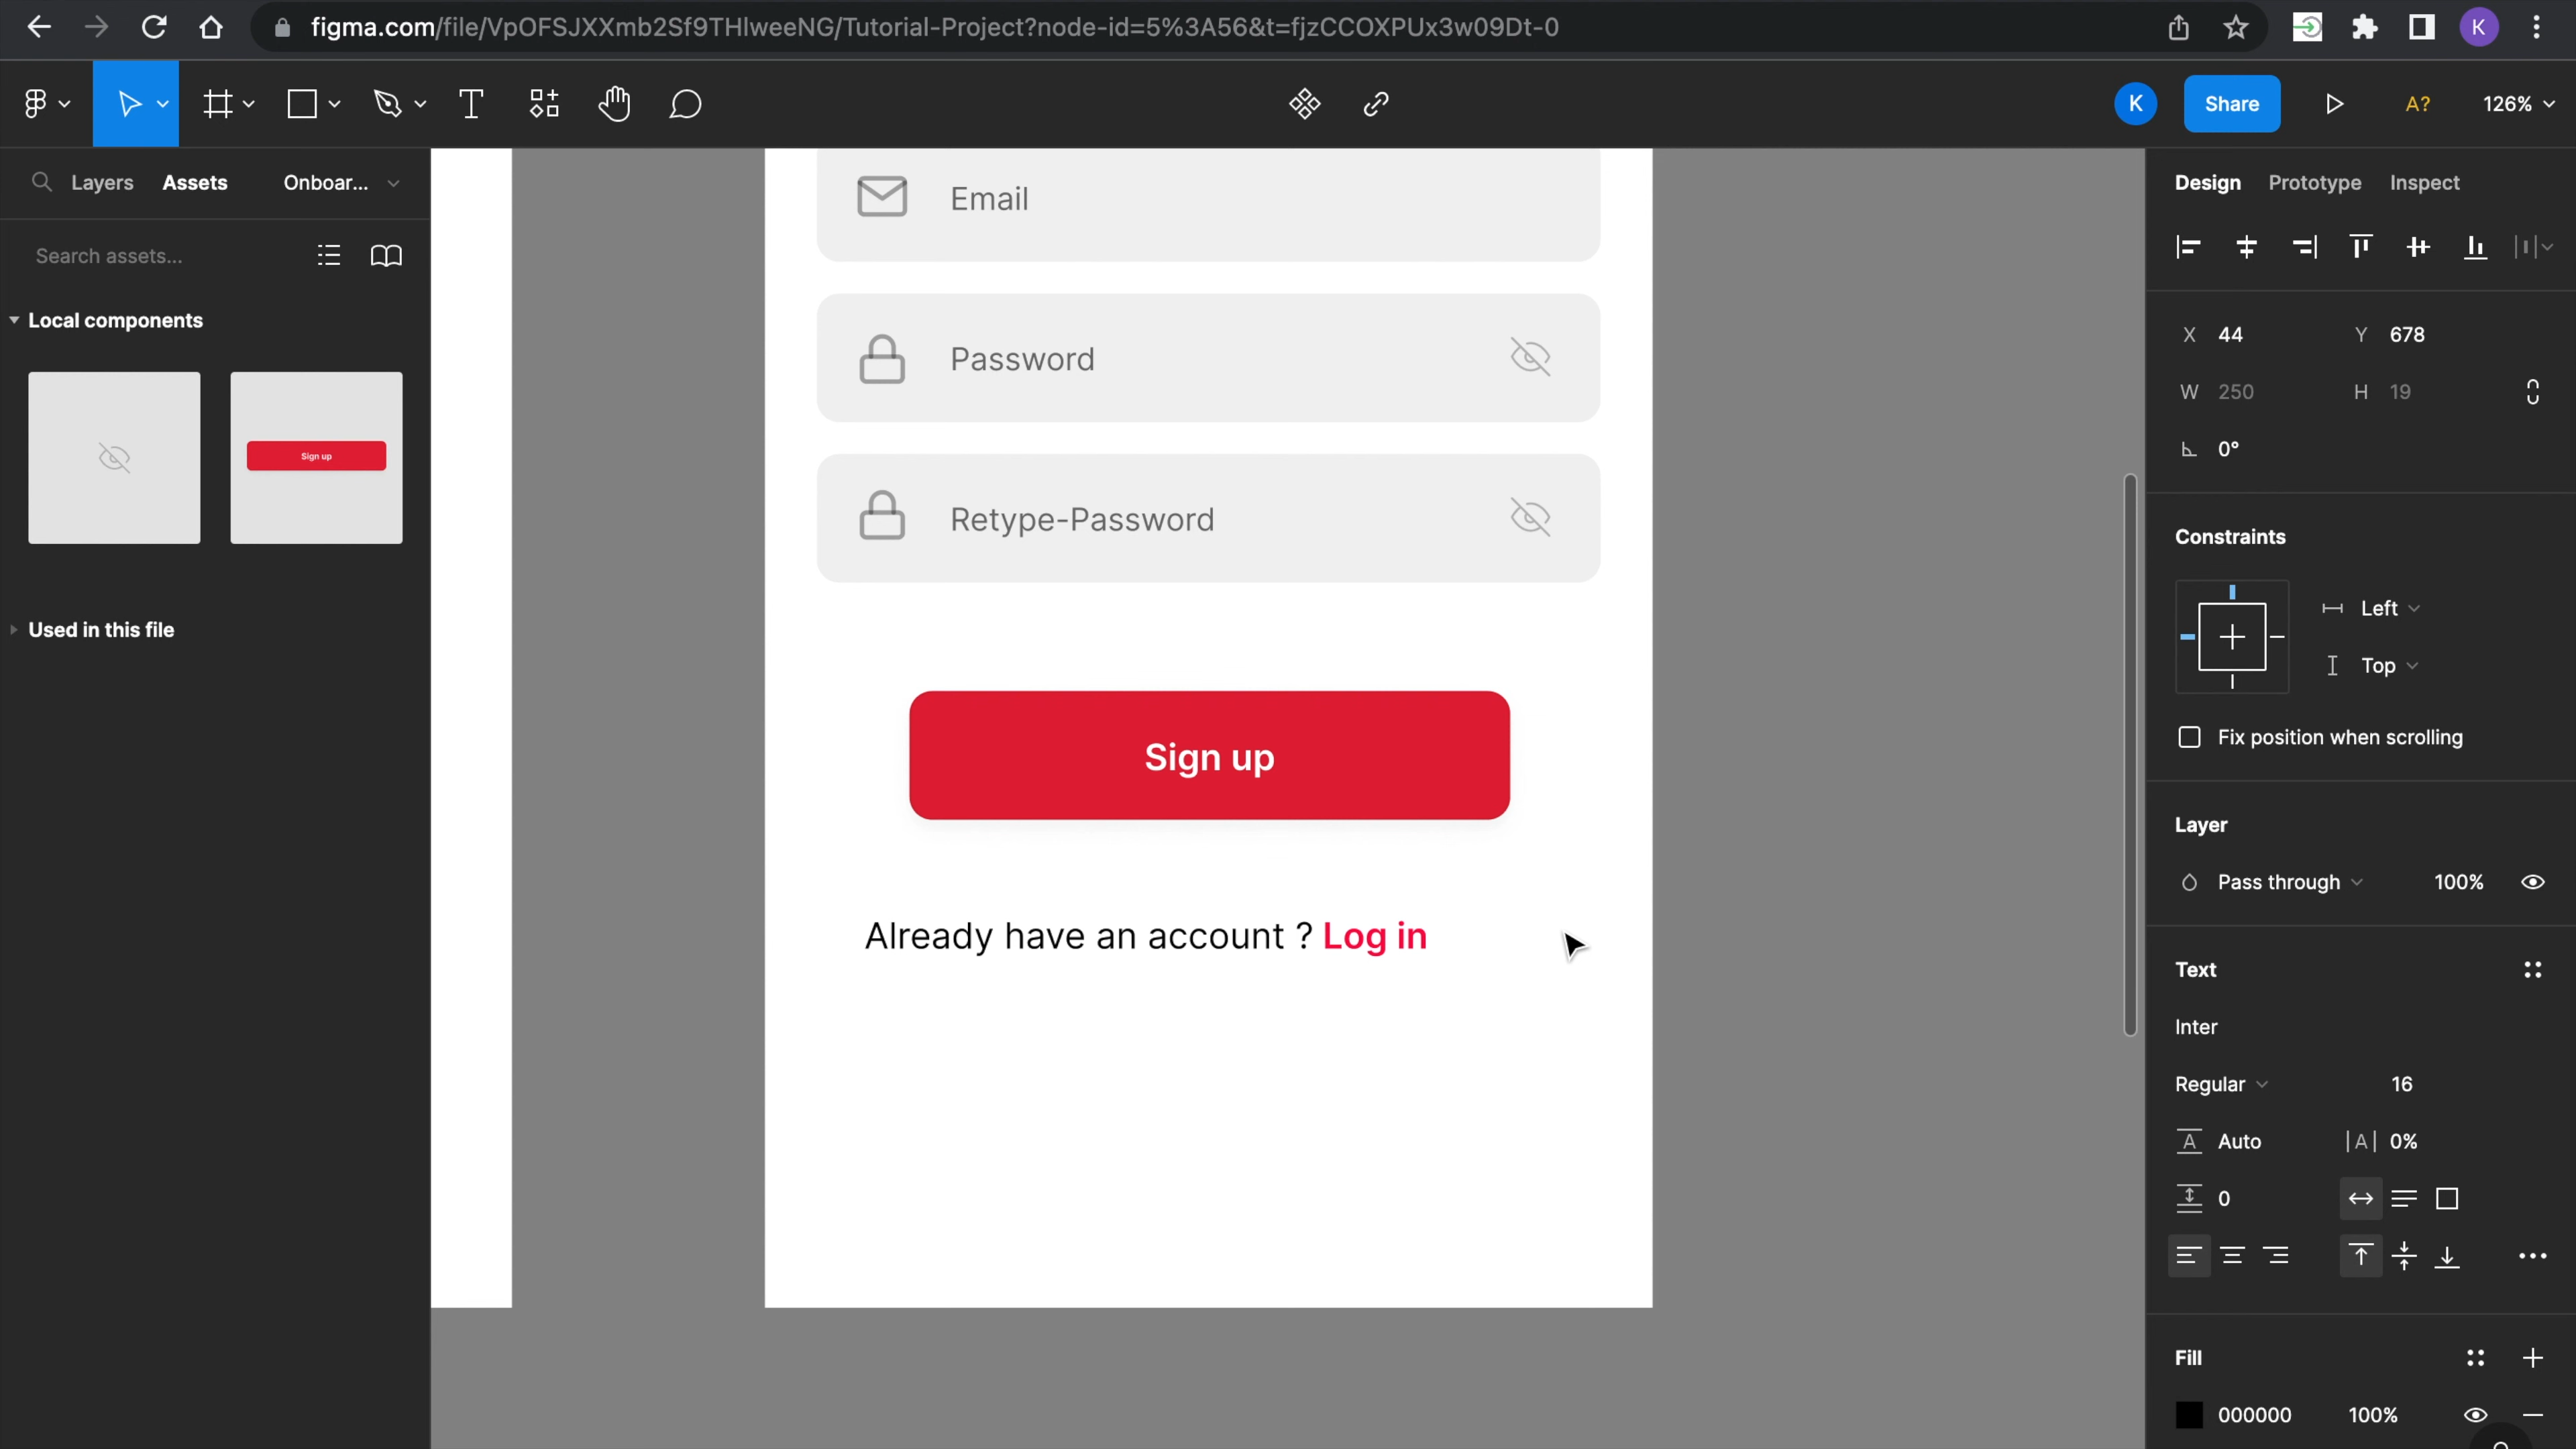 figma.com/file/VpOFSJXXmb2Sf9THlweeNG/Tutorial-Project?node-id=5%3A56&t=fjzCCOXPUx3w09Dt-0
K
K
Share
A?
126%
Layers
Assets
Onboar...
Search assets...
Local components
Sign up
Used in this file
Email
Password
Retype-Password
Sign up
Already have an account ? Log in
Design
Prototype
Inspect
X 44
Y 678
W 250
H 19
0°
Constraints
Left
Top
Fix position when scrolling
Layer
Pass through
100%
Text
Inter
Regular
16
A Auto
|A| 0%
0
Fill
000000
100%